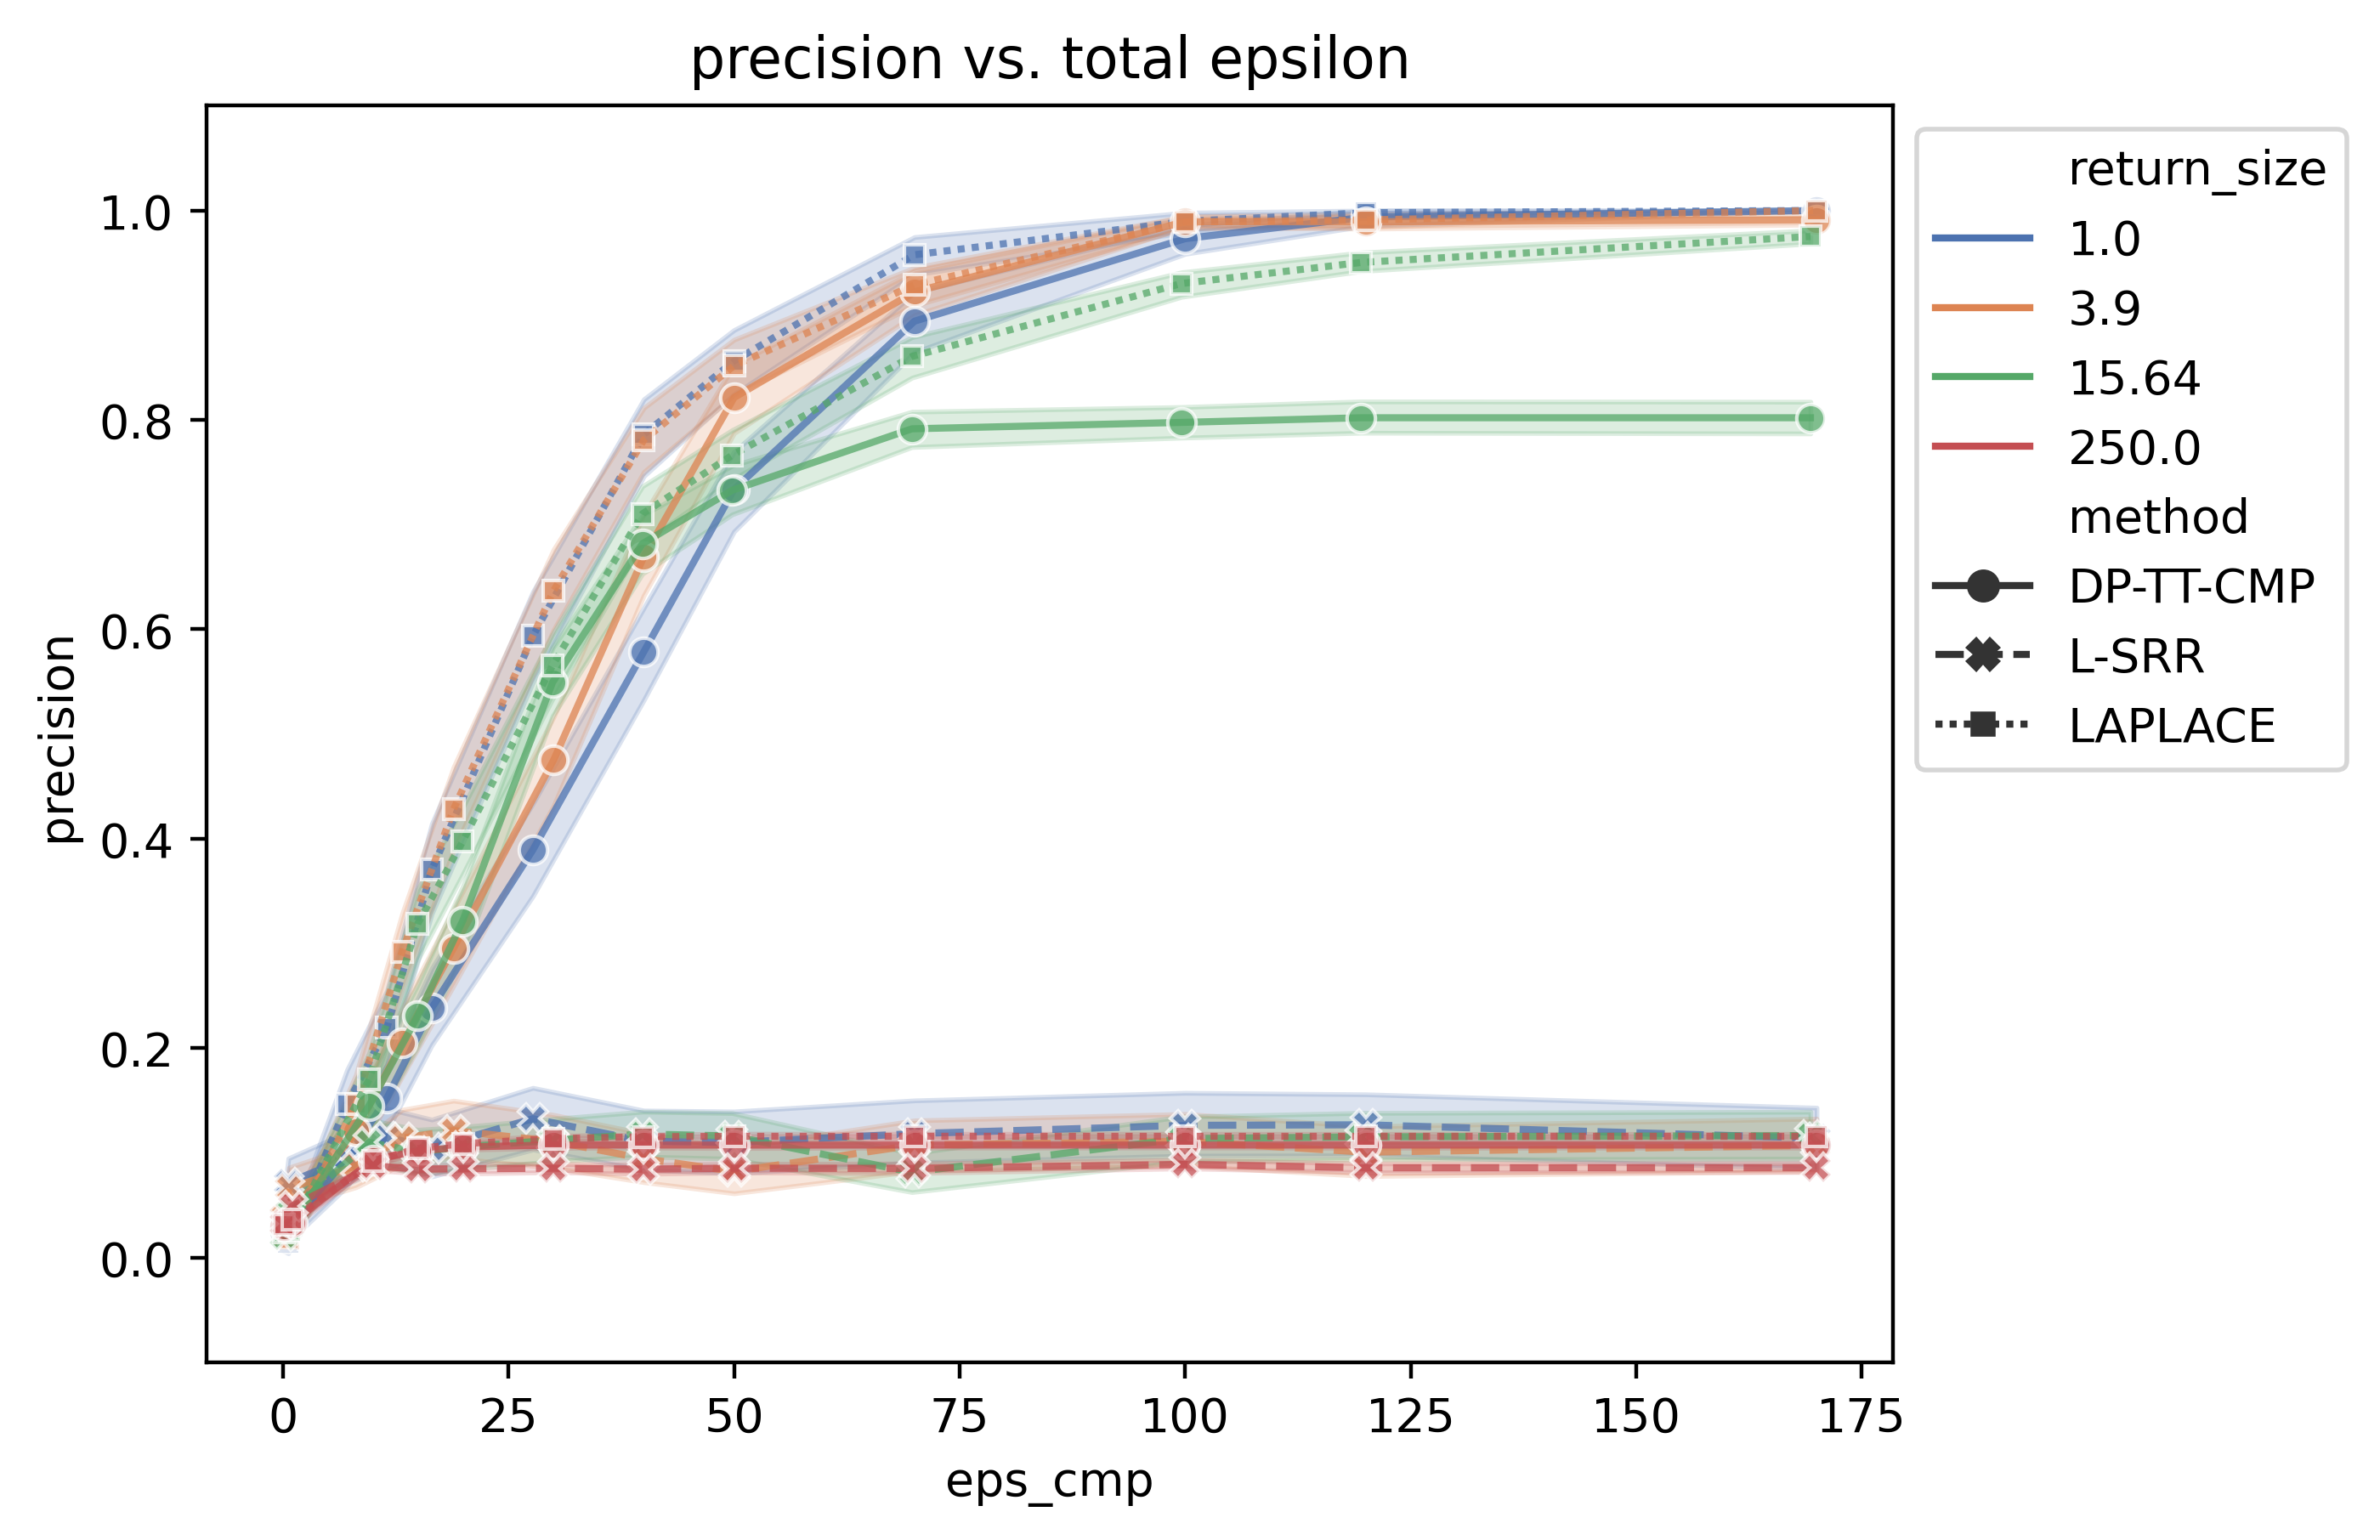 precision vs. total epsilon
precision
1.0
0.8
0.6
0.4
0.2
0.0
0 25 50 75 100 125 150 175
eps_cmp
return_size
1.0
3.9
15.64
250.0
method
DP-TT-CMP
L-SRR
LAPLACE